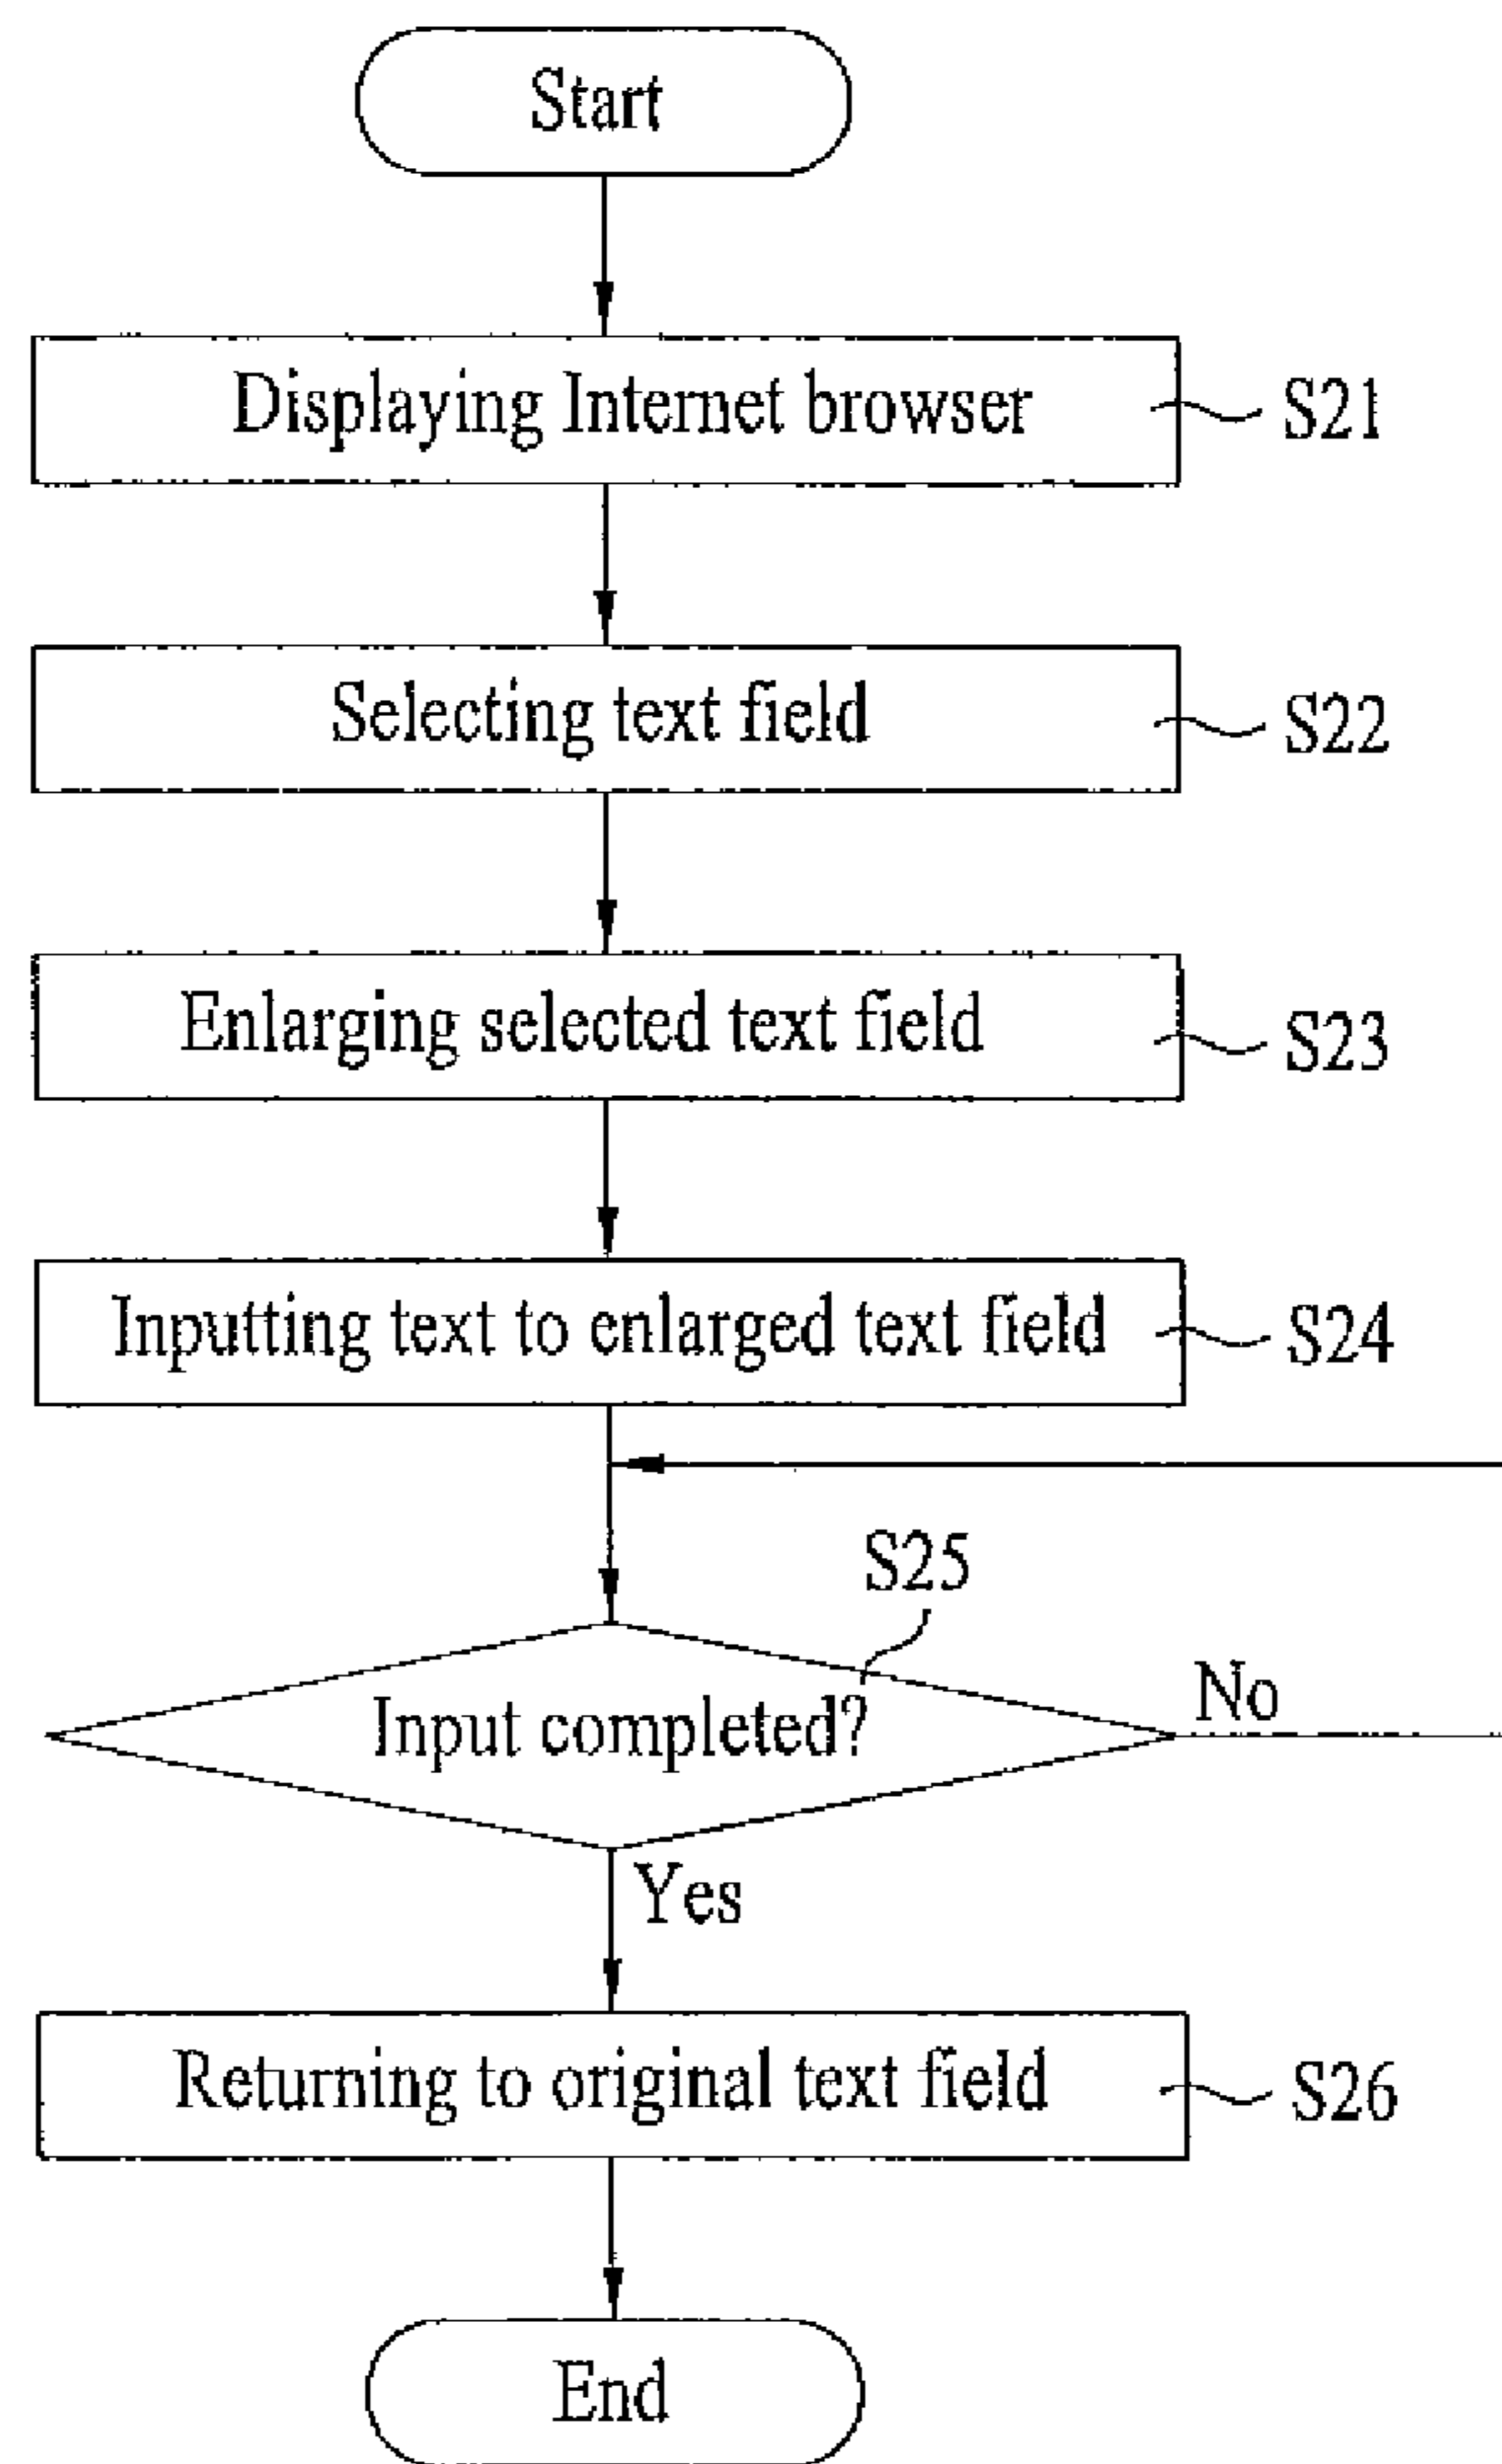 Start
Displaying Internet browser
S21
Selecting text field
S22
Enlarging selected text field
S23
Inputting text to enlarged text field
S24
S25
Input completed?
No
Yes
Returning to original text field
S26
End